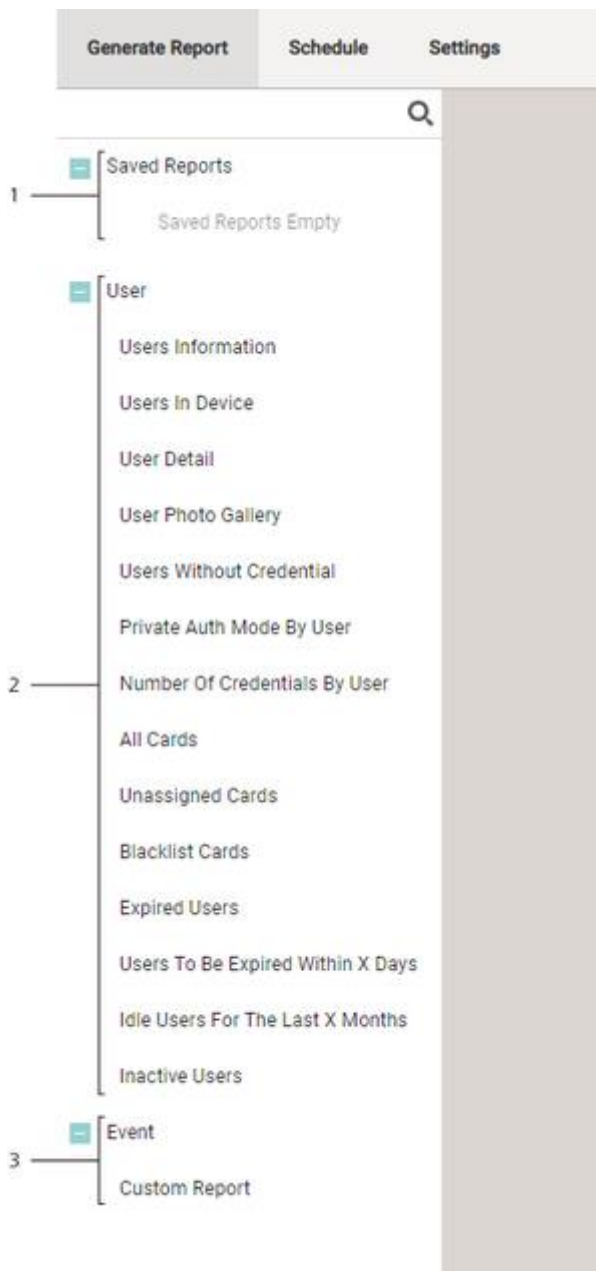 Generate Report Schedule Settings
Saved Reports
1
Saved Reports Empty
User
Users Information
Users In Device
User Detail
User Photo Gallery
Users Without Credential
Private Auth Mode By User
2 Number Of Credentials By User
All Cards
Unassigned Cards
Blacklist Cards
Expired Users
Users To Be Expired Within X Days
Idle Users For The Last X Months
Inactive Users
Event
3
Custom Report